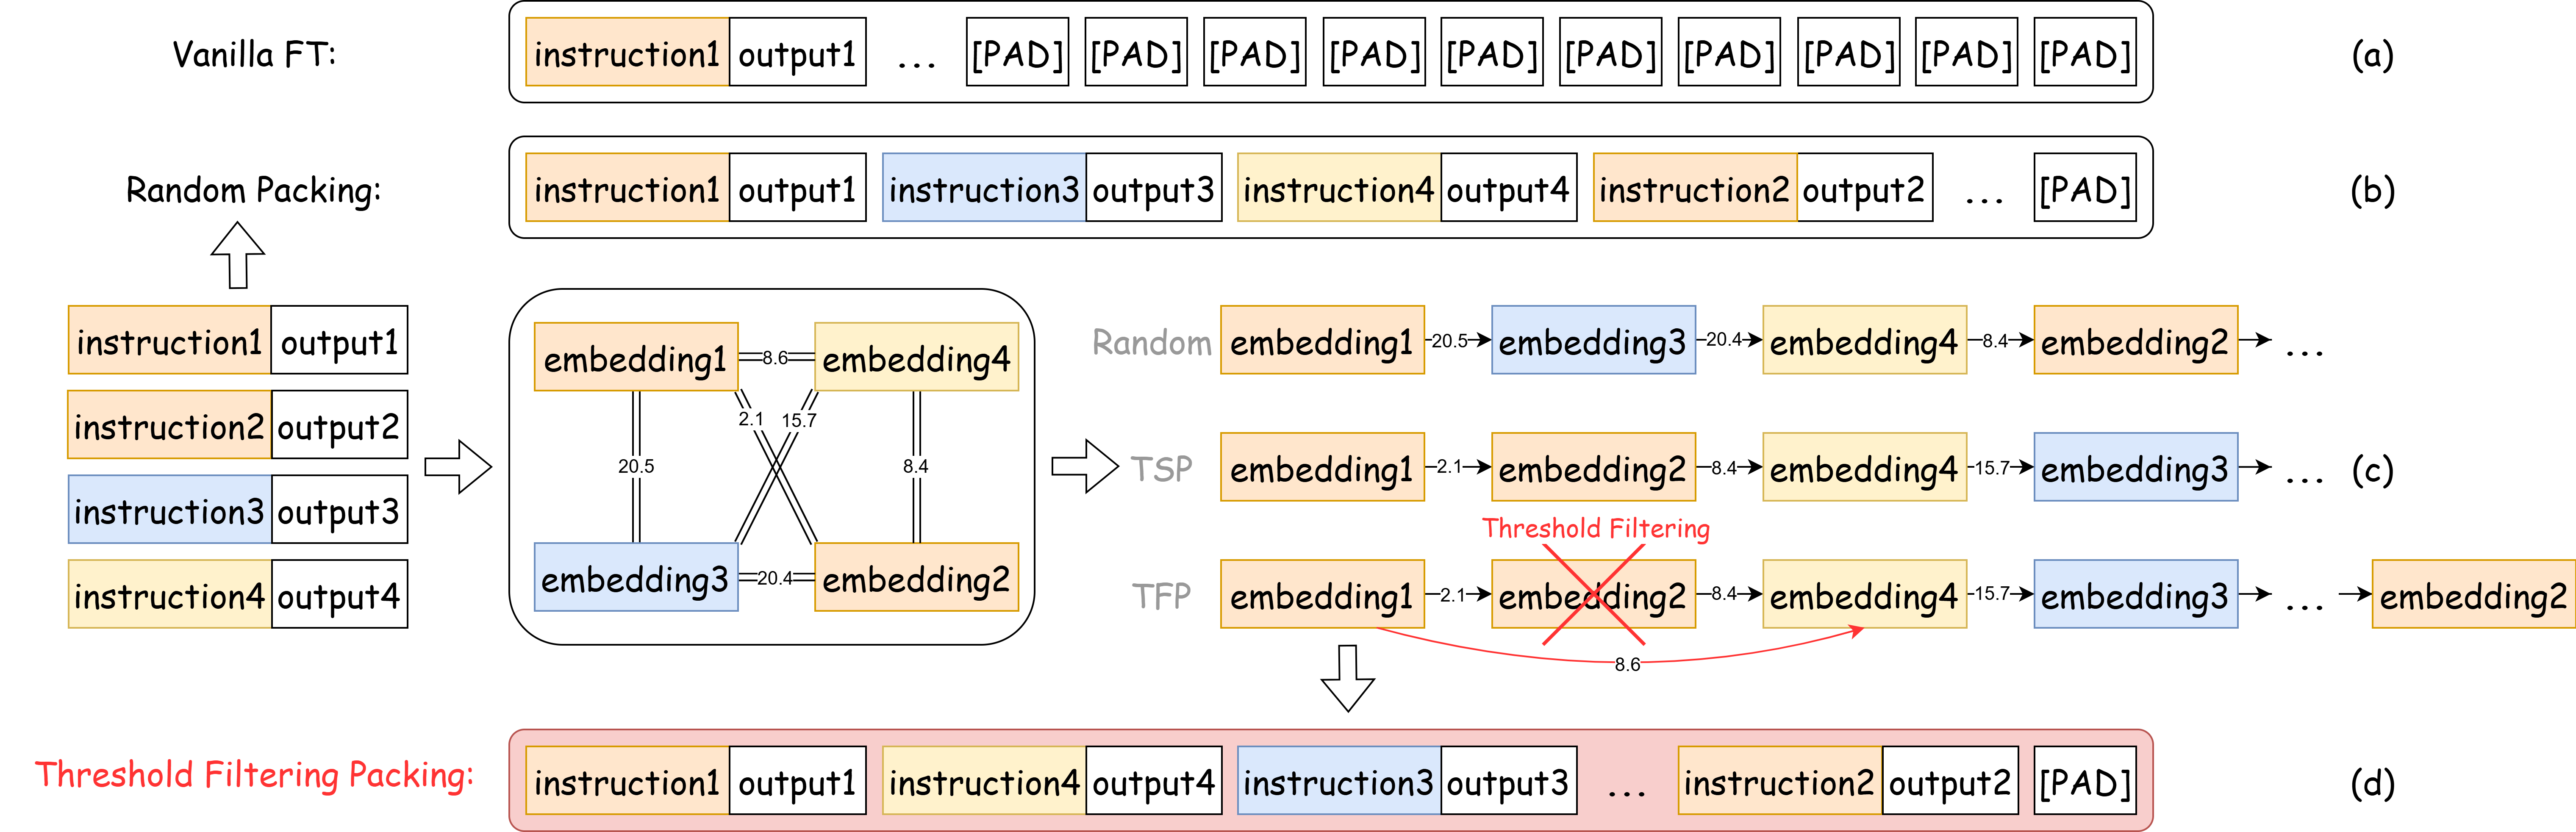 Vanilla FT: instruction1 output1 ... [PAD] [PAD] [PAD] [PAD] [PAD] [PAD] [PAD] [PAD] [PAD] [PAD] (a)
Random Packing: instruction1 output1 instruction3 output3 instruction4 output4 instruction2 output2 ... [PAD] (b)
instruction1 output1
instruction2 output2
instruction3 output3
instruction4 output4
embedding1 8.6 embedding4
2.1 15.7
20.5 8.4
embedding3 20.4 embedding2
Random embedding1 20.5 embedding3 20.4 embedding4 8.4 embedding2 ...
TSP embedding1 2.1 embedding2 8.4 embedding4 15.7 embedding3 ... (c)
Threshold Filtering
TFP embedding1 2.1 embedding2 8.4 embedding4 15.7 embedding3 ... embedding2
8.6
Threshold Filtering Packing: instruction1 output1 instruction4 output4 instruction3 output3 ... instruction2 output2 [PAD] (d)